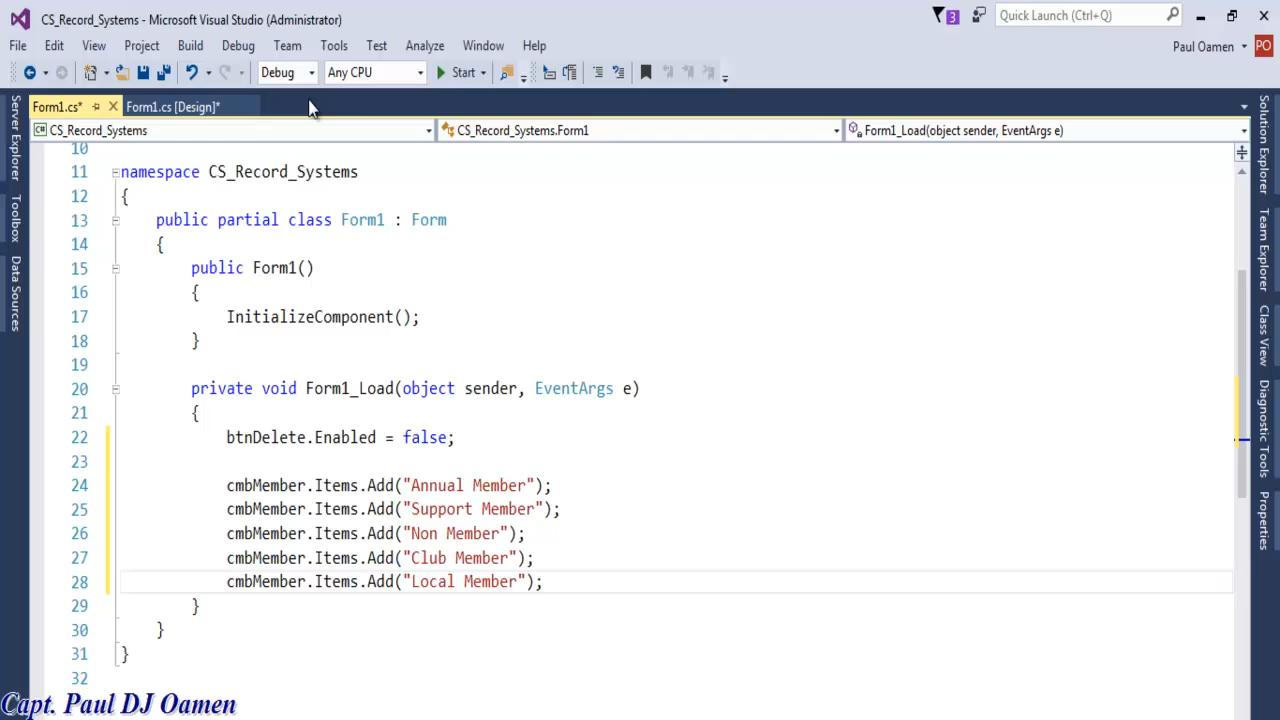 CS_Record_Systems - Microsoft Visual Studio (Administrator)
3
Quick Launch (Ctrl+Q)
File Edit View Project Build Debug Team Tools Test Analyze Window Help
Paul Oamen
PO
Debug Any CPU Start
Form1.cs* Form1.cs [Design]*
CS_Record_Systems CS_Record_Systems.Form1 Form1_Load(object sender, EventArgs e)
Server Explorer
Toolbox
Data Sources
10
11 namespace CS_Record_Systems
12 {
13 public partial class Form1 : Form
14 {
15 public Form1()
16 {
17 InitializeComponent();
18 }
19
20 private void Form1_Load(object sender, EventArgs e)
21 {
22 btnDelete.Enabled = false;
23
24 cmbMember.Items.Add("Annual Member");
25 cmbMember.Items.Add("Support Member");
26 cmbMember.Items.Add("Non Member");
27 cmbMember.Items.Add("Club Member");
28 cmbMember.Items.Add("Local Member");
29 }
30 }
31 }
32
Solution Explorer
Team Explorer
Class View
Diagnostic Tools
Properties
Capt. Paul DJ Oamen